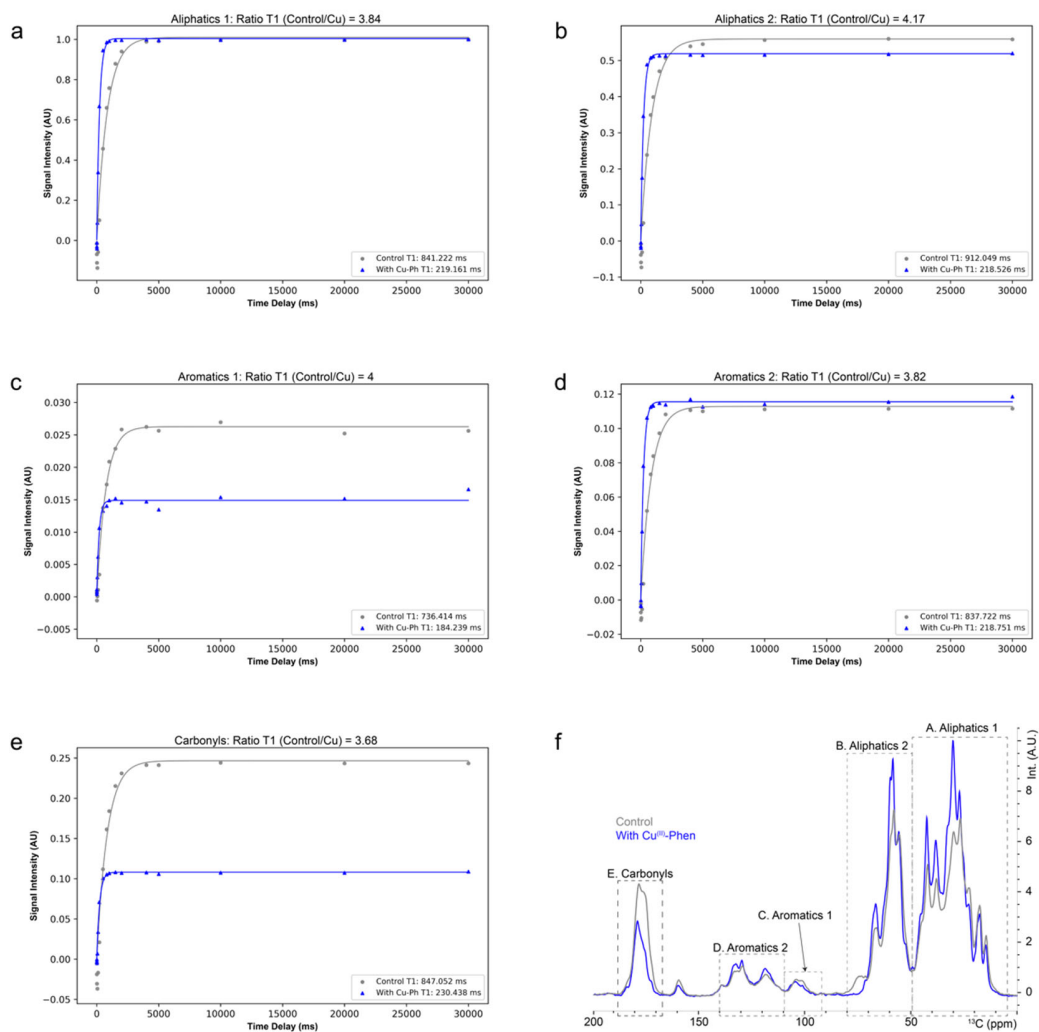 a
Aliphatics 1: Ratio T1 (Control/Cu) = 3.84
Signal Intensity (AU)
1.0
0.8
0.6
0.4
0.2
0.0
0 5000 10000 15000 20000 25000 30000
Time Delay (ms)
Control T1: 841.222 ms
With Cu-Ph T1: 219.161 ms
b
Aliphatics 2: Ratio T1 (Control/Cu) = 4.17
Signal Intensity (AU)
0.5
0.4
0.3
0.2
0.1
0.0
−0.1
0 5000 10000 15000 20000 25000 30000
Time Delay (ms)
Control T1: 912.049 ms
With Cu-Ph T1: 218.526 ms
c
Aromatics 1: Ratio T1 (Control/Cu) = 4
Signal Intensity (AU)
0.030
0.025
0.020
0.015
0.010
0.005
0.000
−0.005
0 5000 10000 15000 20000 25000 30000
Time Delay (ms)
Control T1: 736.414 ms
With Cu-Ph T1: 184.239 ms
d
Aromatics 2: Ratio T1 (Control/Cu) = 3.82
Signal Intensity (AU)
0.12
0.10
0.08
0.06
0.04
0.02
0.00
−0.02
0 5000 10000 15000 20000 25000 30000
Time Delay (ms)
Control T1: 837.722 ms
With Cu-Ph T1: 218.751 ms
e
Carbonyls: Ratio T1 (Control/Cu) = 3.68
Signal Intensity (AU)
0.25
0.20
0.15
0.10
0.05
0.00
−0.05
0 5000 10000 15000 20000 25000 30000
Time Delay (ms)
Control T1: 847.052 ms
With Cu-Ph T1: 230.438 ms
f
A. Aliphatics 1
B. Aliphatics 2
Control
With Cu(II)-Phen
E. Carbonyls
C. Aromatics 1
D. Aromatics 2
Int. (A.U.)
8
6
4
2
0
200 150 100 50
13C (ppm)